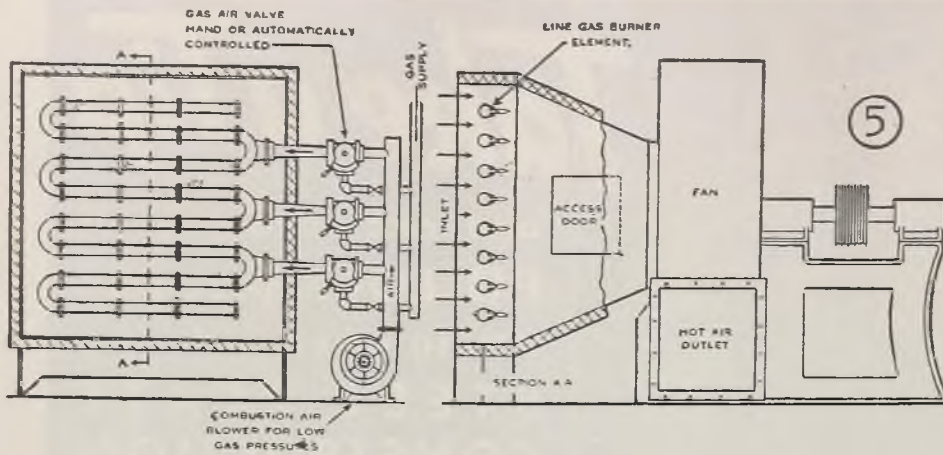 GAS AIR VALVE
HAND OR AUTOMATICALLY
CONTROLLED
GAS
SUPPLY
LINE GAS BURNER
ELEMENT.
A
A
AIR
INLET
ACCESS
DOOR
FAN
5
HOT AIR
OUTLET
SECTION A A
COMBUSTION AIR
BLOWER FOR LOW
GAS PRESSURES